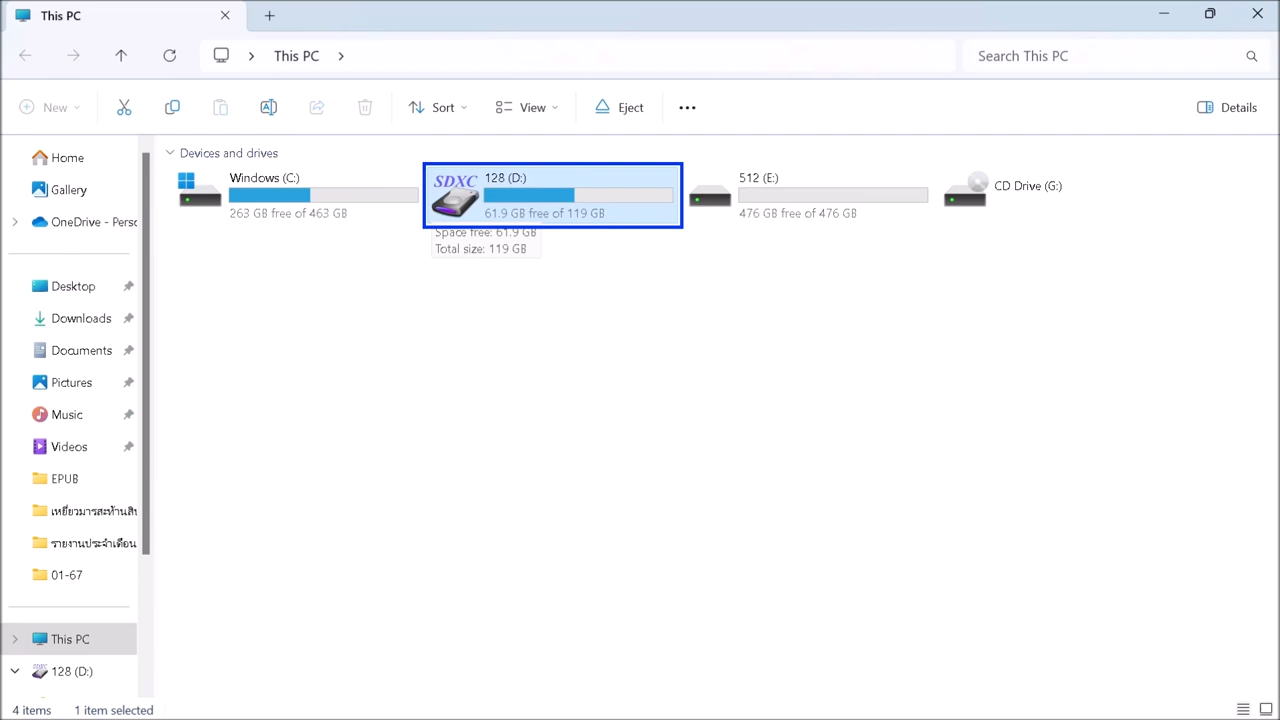 This PC
This PC
Search This PC
New
Sort
View
Eject
Details
Home
Gallery
OneDrive - Perso
Desktop
Downloads
Documents
Pictures
Music
Videos
EPUB
เหยี่ยวมารสะท้านสิ
รายงานประจำเดือน
01-67
This PC
128 (D:)
Devices and drives
Windows (C:)
263 GB free of 463 GB
SDXC
128 (D:)
61.9 GB free of 119 GB
Space free: 61.9 GB
Total size: 119 GB
512 (E:)
476 GB free of 476 GB
CD Drive (G:)
4 items
1 item selected